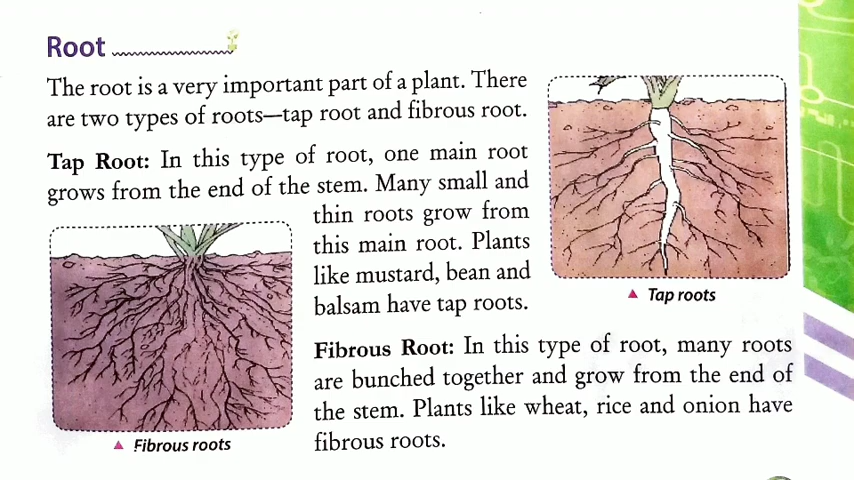 Root
The root is a very important part of a plant. There
are two types of roots—tap root and fibrous root.
Tap Root: In this type of root, one main root
grows from the end of the stem. Many small and
thin roots grow from
this main root. Plants
like mustard, bean and
balsam have tap roots.
Tap roots
Fibrous Root: In this type of root, many roots
are bunched together and grow from the end of
the stem. Plants like wheat, rice and onion have
fibrous roots.
Fibrous roots